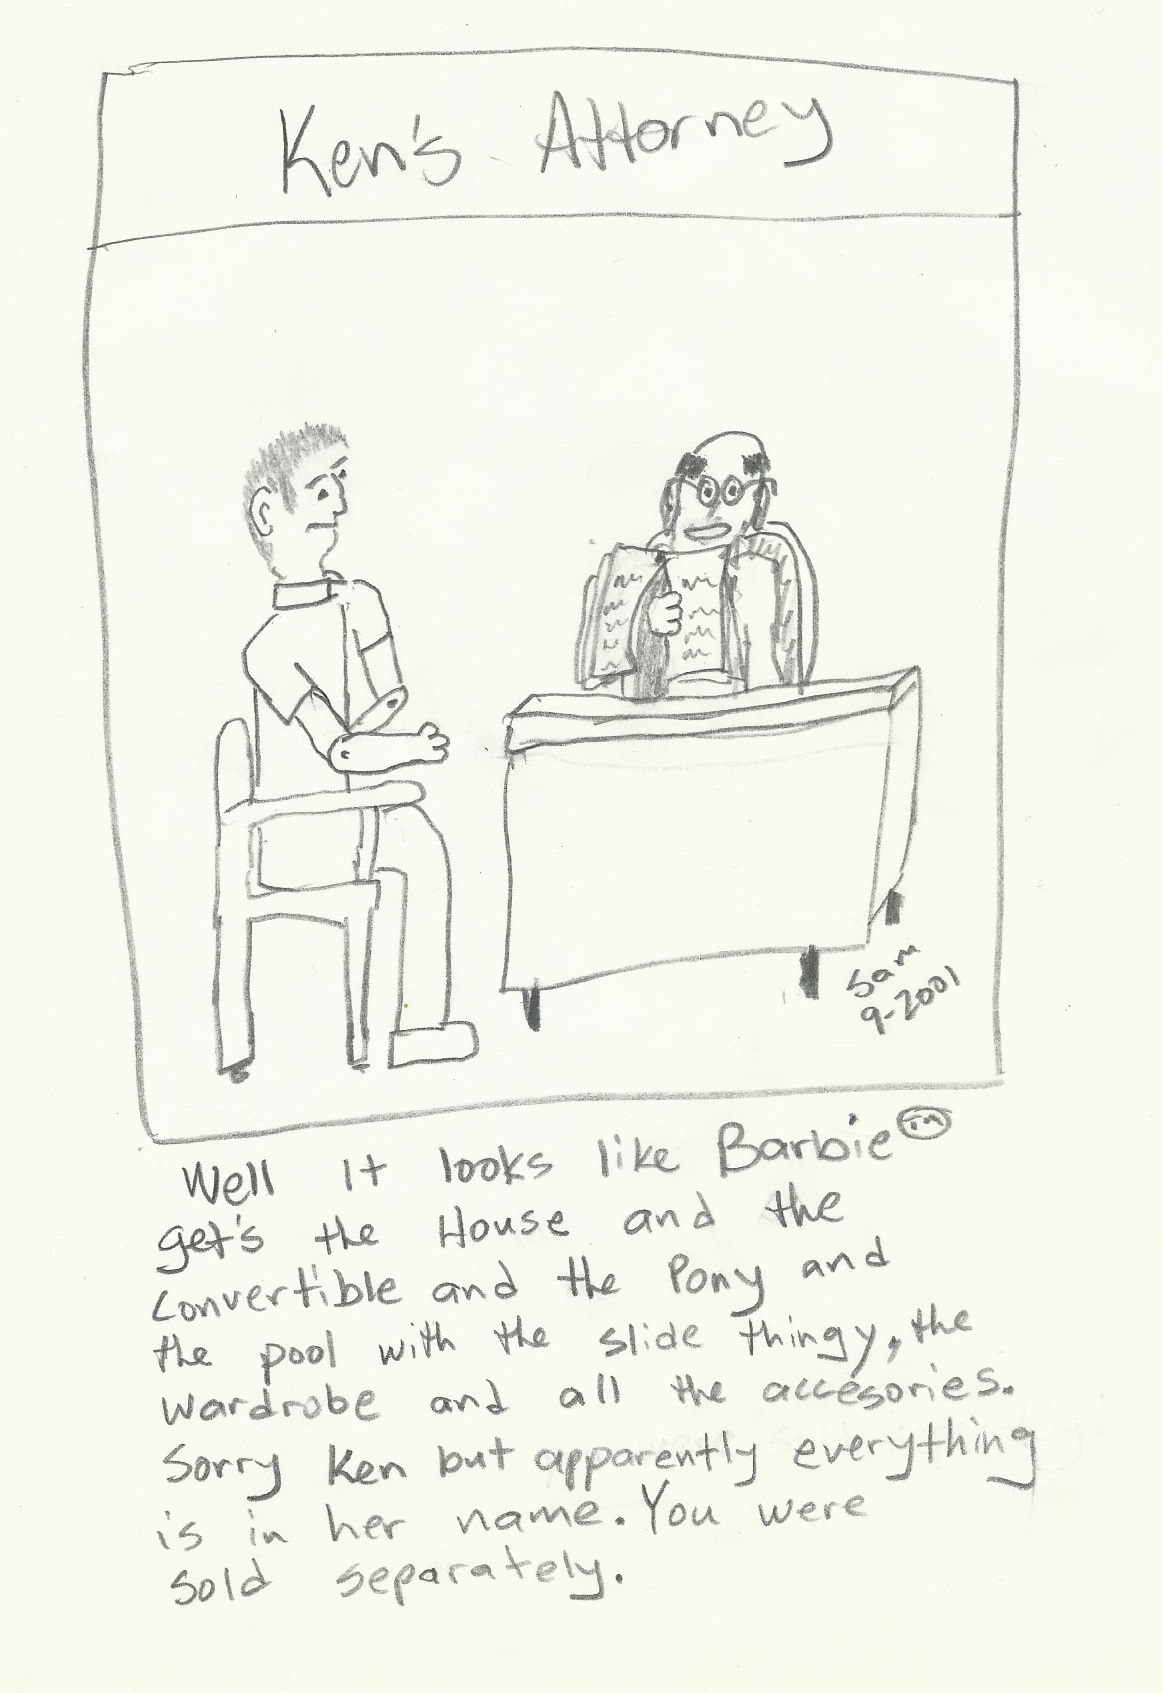 Ken's Attorney
Sam
9-2001
Well It looks like Barbie™
get's the House and the
convertible and the Pony and
the pool with the slide thingy, the
wardrobe and all the accesories.
Sorry Ken but apparently everything
is in her name. You were
sold separately.